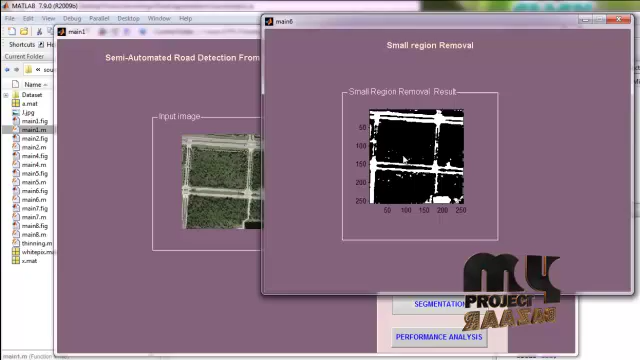 MATLAB 7.9.0 (R2009b)
File Edit View Debug Parallel Desktop Window Help
Shortcuts
Current Folder
Name
Dataset
a.mat
J.jpg
main1.fig
main1.m
main2.fig
main2.m
main4.fig
main4.m
main5.fig
main5.m
main6.fig
main6.m
main7.fig
main7.m
main8.fig
main8.m
thinning.m
whitepix.m
x.mat
main1
Semi-Automated Road Detection From
Input image
main6
Small region Removal
Small Region Removal Result
50
100
150
200
250
50 100 150 200 250
SEGMENTATION
PERFORMANCE ANALYSIS
MY
PROJECT